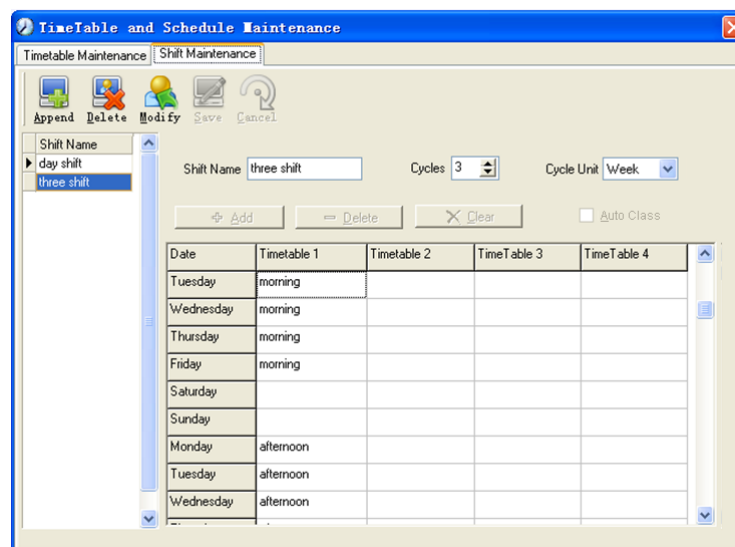 TimeTable and Schedule Maintenance
Timetable Maintenance Shift Maintenance
Append Delete Modify Save Cancel
Shift Name
day shift
three shift
Shift Name three shift Cycles 3 Cycle Unit Week
Add Delete Clear Auto Class
Date Timetable 1 Timetable 2 TimeTable 3 TimeTable 4
Tuesday morning
Wednesday morning
Thursday morning
Friday morning
Saturday
Sunday
Monday afternoon
Tuesday afternoon
Wednesday afternoon